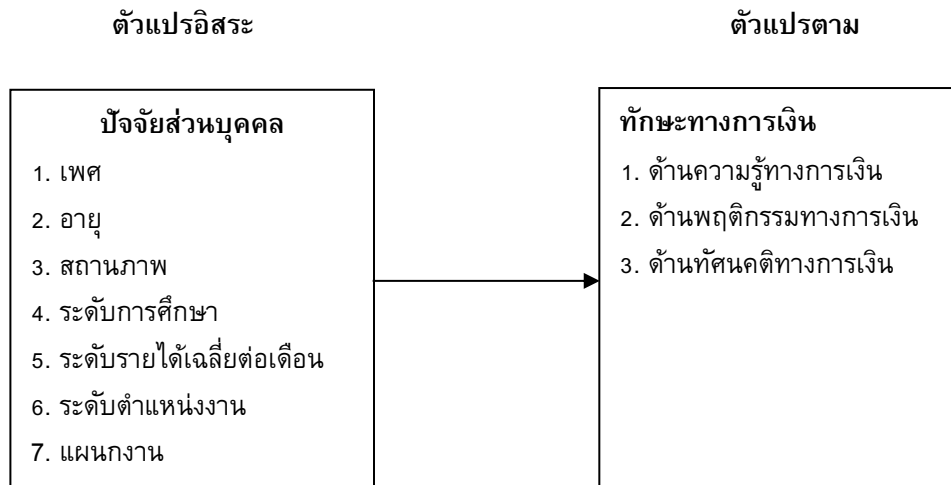 ตัวแปรอิสระ
ตัวแปรตาม
ปัจจัยส่วนบุคคล
1. เพศ
2. อายุ
3. สถานภาพ
4. ระดับการศึกษา
5. ระดับรายได้เฉลี่ยต่อเดือน
6. ระดับตำแหน่งงาน
7. แผนกงาน
ทักษะทางการเงิน
1. ด้านความรู้ทางการเงิน
2. ด้านพฤติกรรมทางการเงิน
3. ด้านทัศนคติทางการเงิน